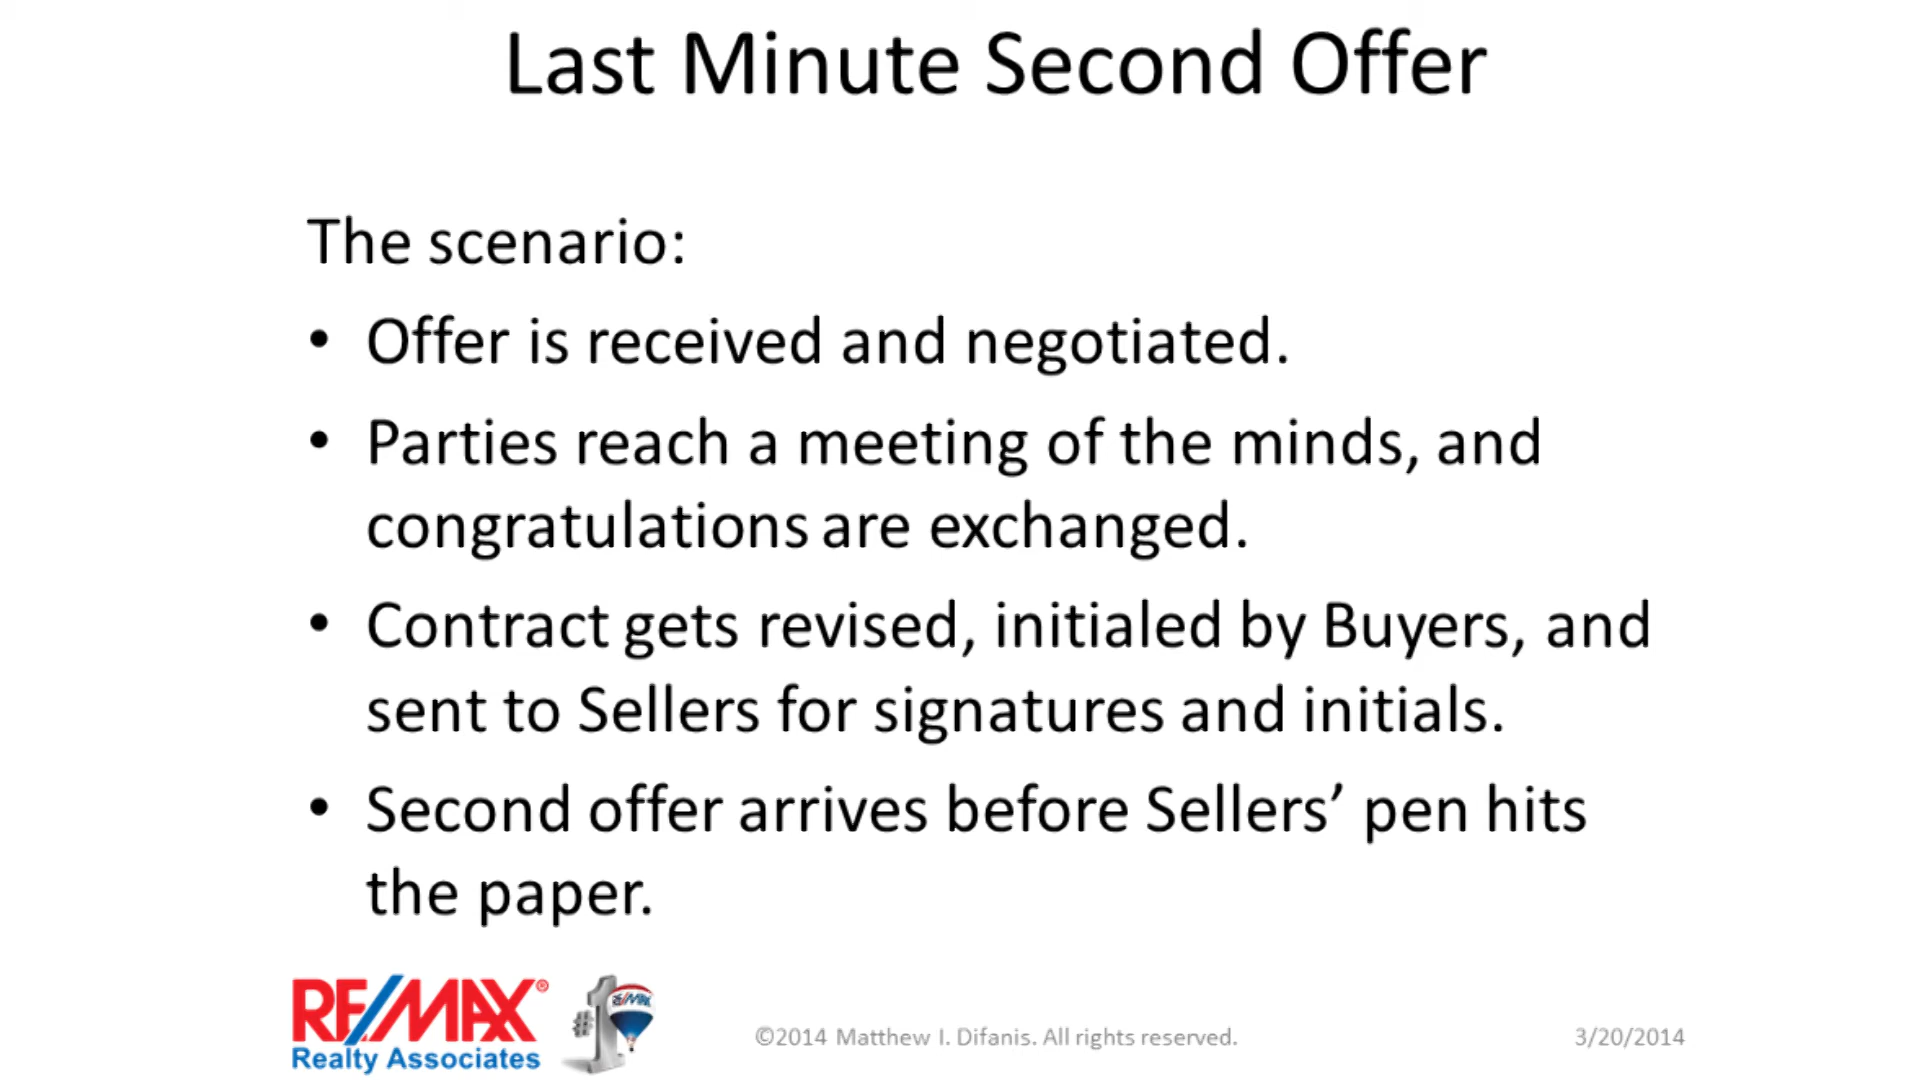 Last Minute Second Offer
The scenario:
• Offer is received and negotiated.
• Parties reach a meeting of the minds, and
congratulations are exchanged.
• Contract gets revised, initialed by Buyers, and
sent to Sellers for signatures and initials.
• Second offer arrives before Sellers’ pen hits
the paper.
RE/MAX®
Realty Associates
#1
RE/MAX
©2014 Matthew I. Difanis. All rights reserved.
3/20/2014